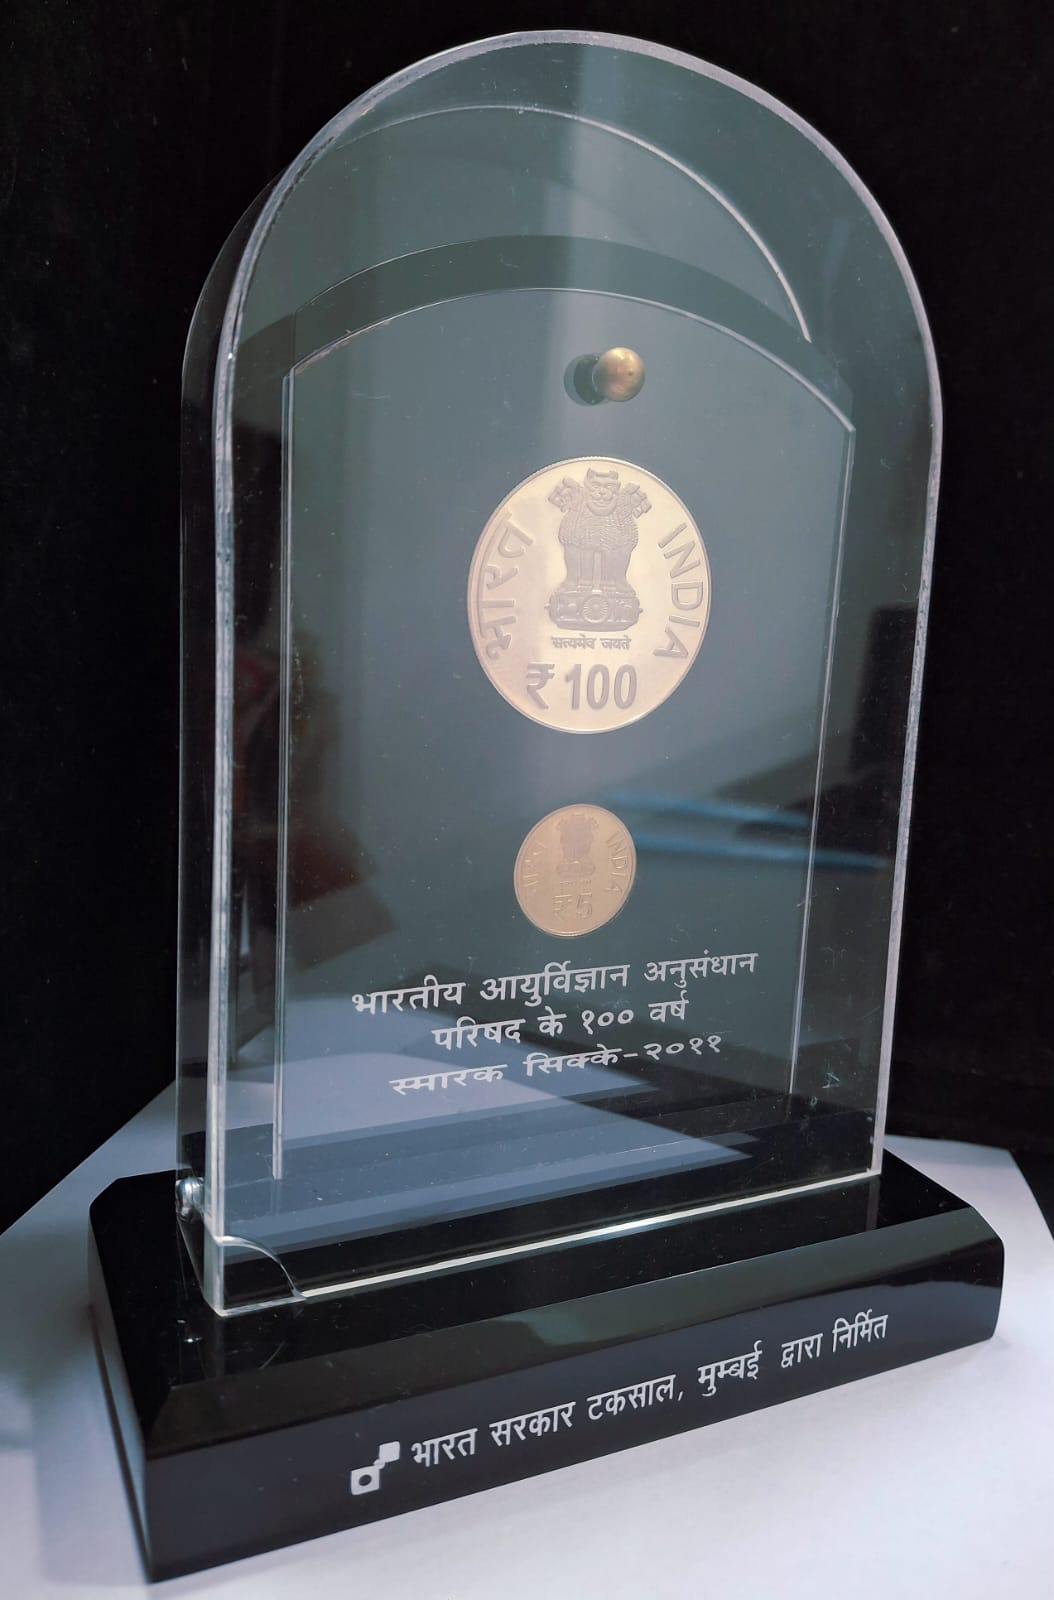 भारत
INDIA
सत्यमेव जयते
₹ 100
भारत
INDIA
₹ 5
भारतीय आयुर्विज्ञान अनुसंधान
परिषद के १०० वर्ष
स्मारक सिक्के-२०११
भारत सरकार टकसाल, मुम्बई द्वारा निर्मित